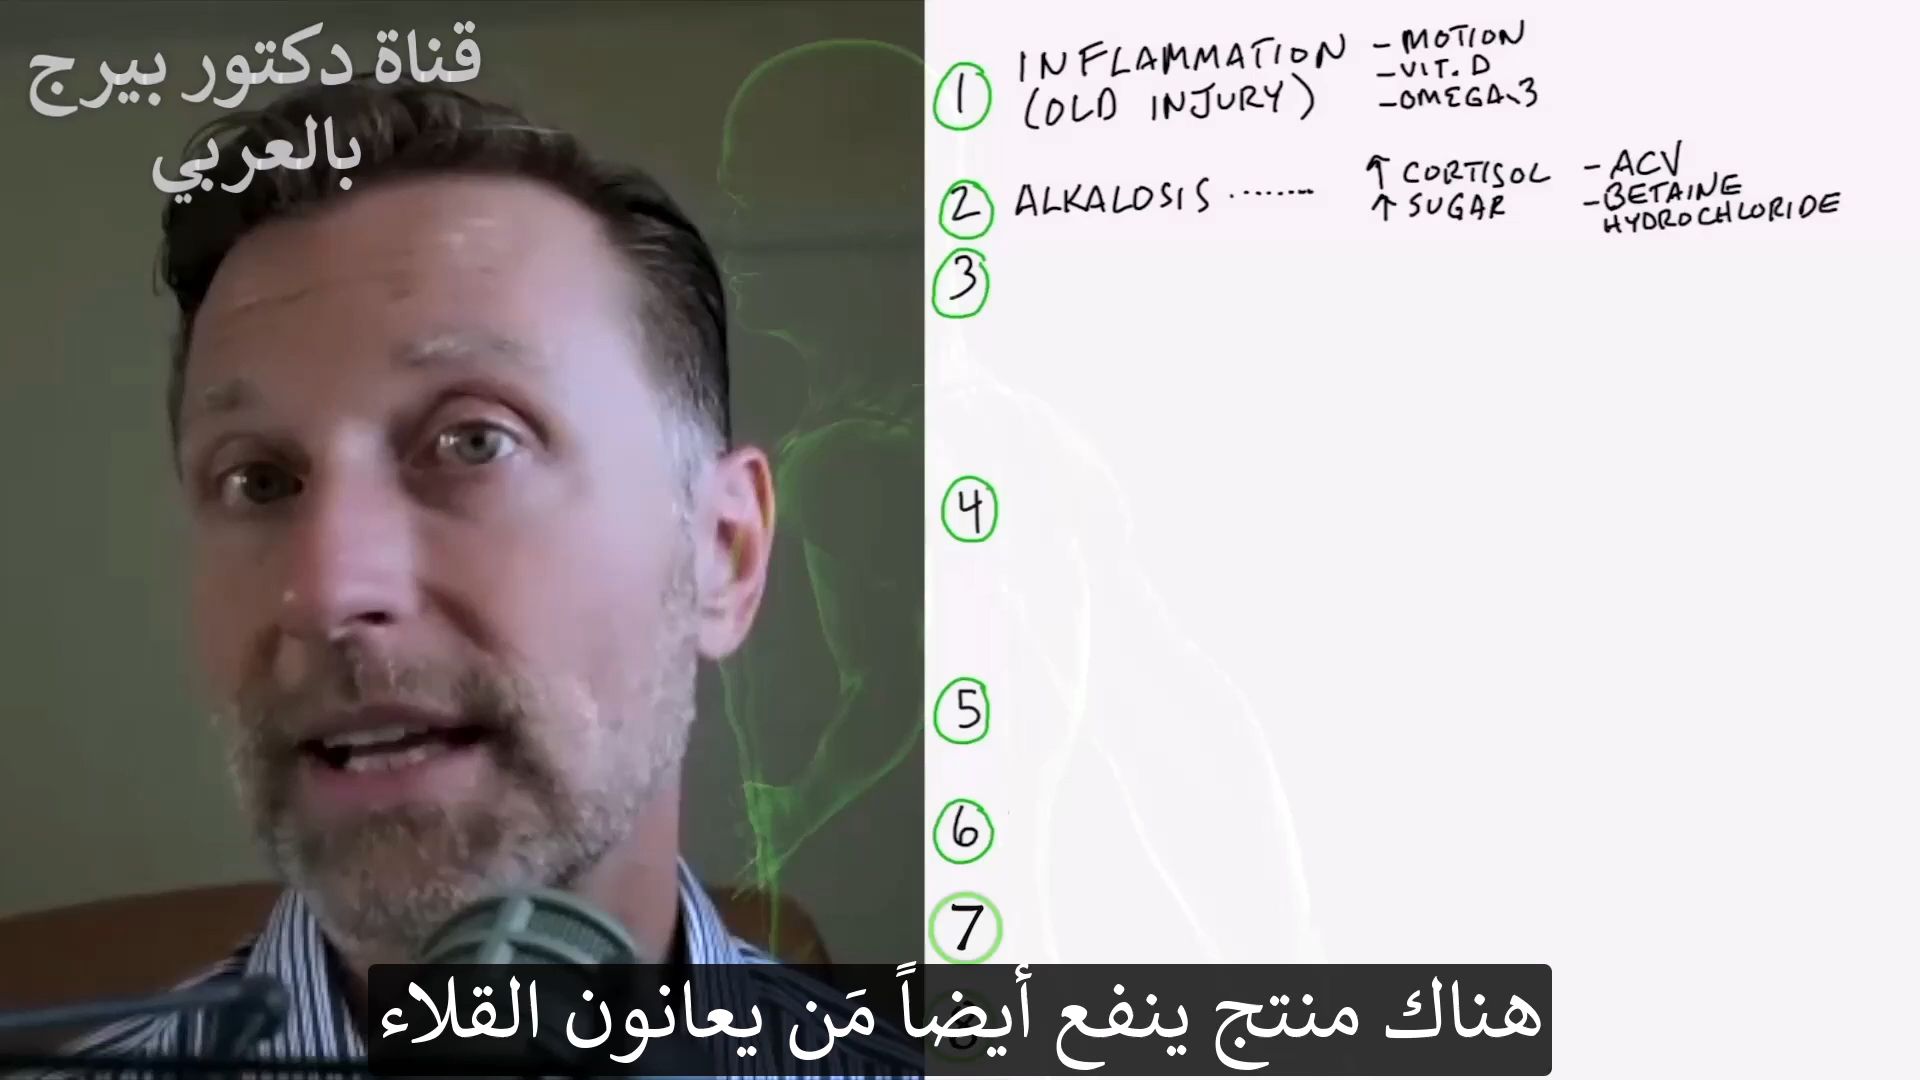 قناة دكتور بيرج
بالعربي
1 INFLAMMATION
(OLD INJURY)
- MOTION
- VIT. D
- OMEGA-3
2 ALKALOSIS ........
↑ CORTISOL
↑ SUGAR
- ACV
- BETAINE
HYDROCHLORIDE
3
4
5
6
7
8
هناك منتج ينفع أيضاً مَن يعانون القلاء